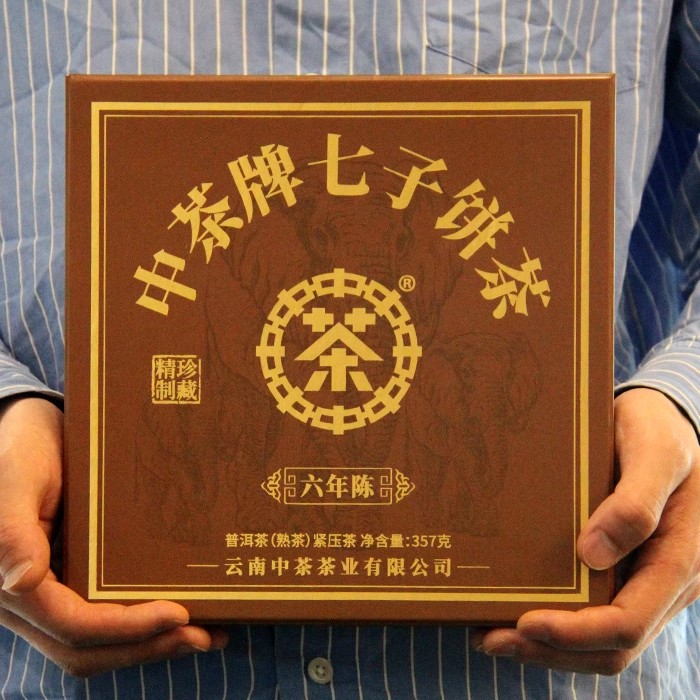 中茶牌七子饼茶
®
茶
珍藏
精制
六年陈
普洱茶(熟茶)紧压茶 净含量:357克
云南中茶茶业有限公司